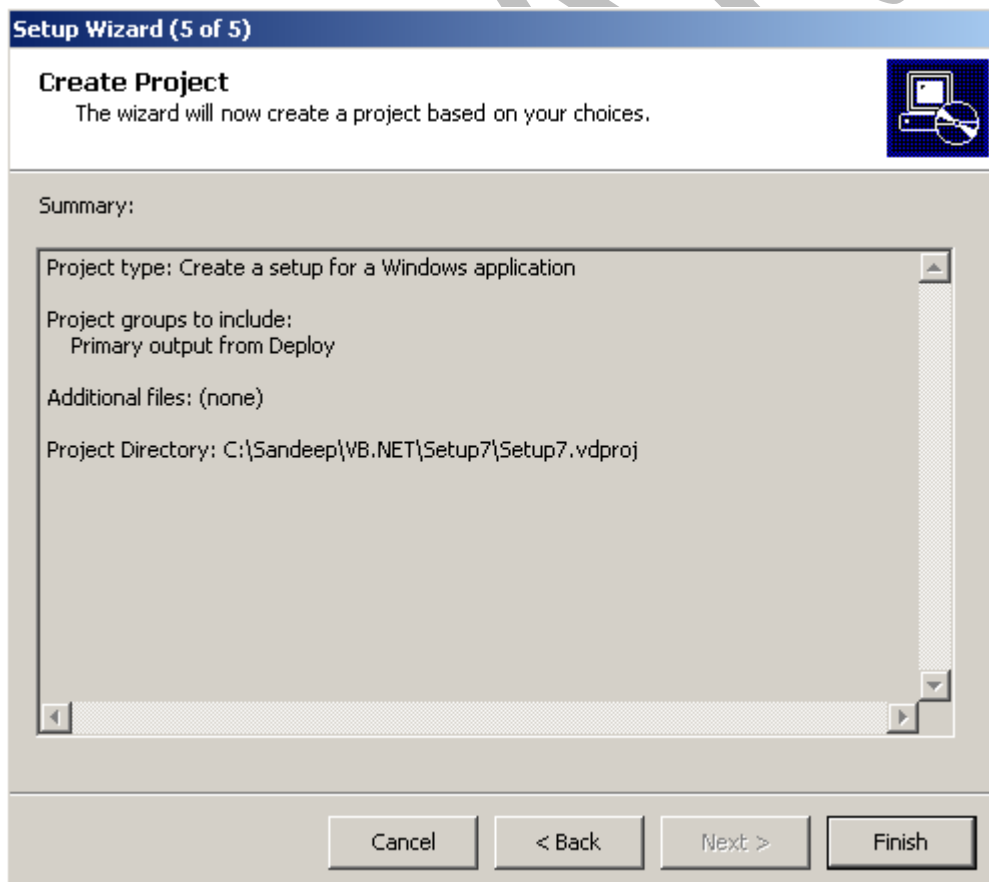 Setup Wizard (5 of 5)
Create Project
The wizard will now create a project based on your choices.
Summary:
Project type: Create a setup for a Windows application
Project groups to include:
Primary output from Deploy
Additional files: (none)
Project Directory: C:\Sandeep\VB.NET\Setup7\Setup7.vdproj
Cancel
< Back
Next >
Finish